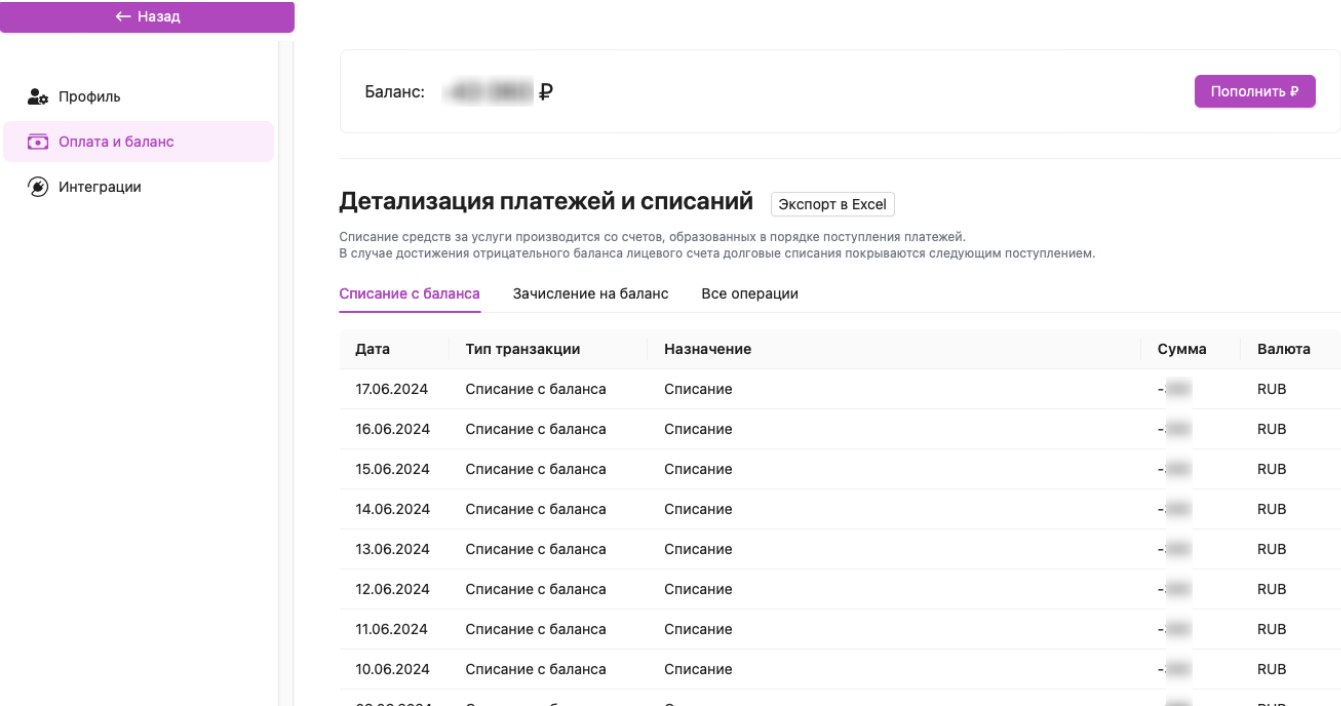 ← Назад
Профиль
Оплата и баланс
Интеграции
Баланс: ₽
Пополнить ₽
Детализация платежей и списаний
Экспорт в Excel
Списание средств за услуги производится со счетов, образованных в порядке поступления платежей.
В случае достижения отрицательного баланса лицевого счета долговые списания покрываются следующим поступлением.
Списание с баланса Зачисление на баланс Все операции
Дата Тип транзакции Назначение Сумма Валюта
17.06.2024 Списание с баланса Списание - RUB
16.06.2024 Списание с баланса Списание - RUB
15.06.2024 Списание с баланса Списание - RUB
14.06.2024 Списание с баланса Списание - RUB
13.06.2024 Списание с баланса Списание - RUB
12.06.2024 Списание с баланса Списание - RUB
11.06.2024 Списание с баланса Списание - RUB
10.06.2024 Списание с баланса Списание - RUB